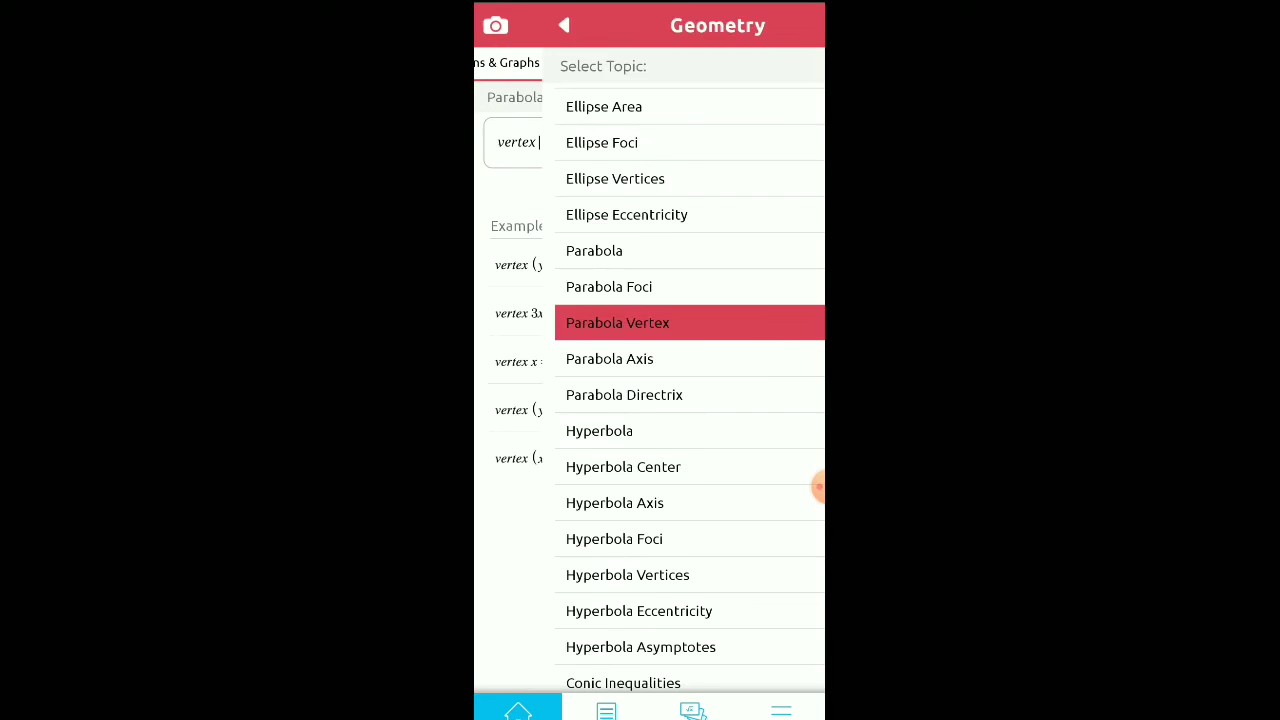 Geometry
ns & Graphs
Select Topic:
Parabola
vertex
Example
vertex (y
vertex 3x
vertex x =
vertex (y
vertex (x
Ellipse Area
Ellipse Foci
Ellipse Vertices
Ellipse Eccentricity
Parabola
Parabola Foci
Parabola Vertex
Parabola Axis
Parabola Directrix
Hyperbola
Hyperbola Center
Hyperbola Axis
Hyperbola Foci
Hyperbola Vertices
Hyperbola Eccentricity
Hyperbola Asymptotes
Conic Inequalities